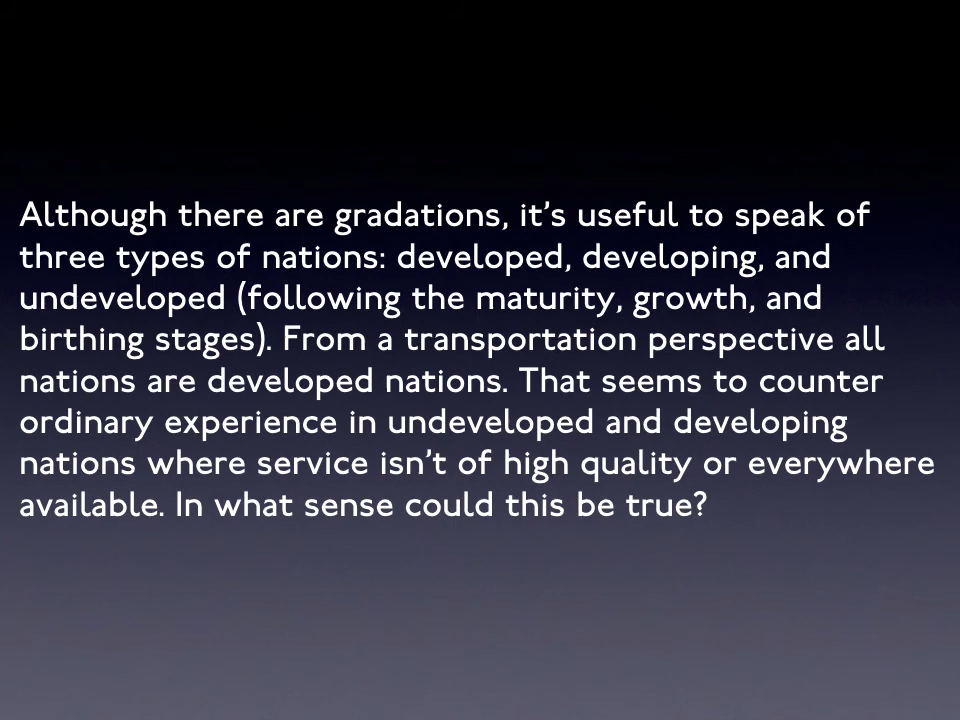 Although there are gradations, it’s useful to speak of
three types of nations: developed, developing, and
undeveloped (following the maturity, growth, and
birthing stages). From a transportation perspective all
nations are developed nations. That seems to counter
ordinary experience in undeveloped and developing
nations where service isn’t of high quality or everywhere
available. In what sense could this be true?